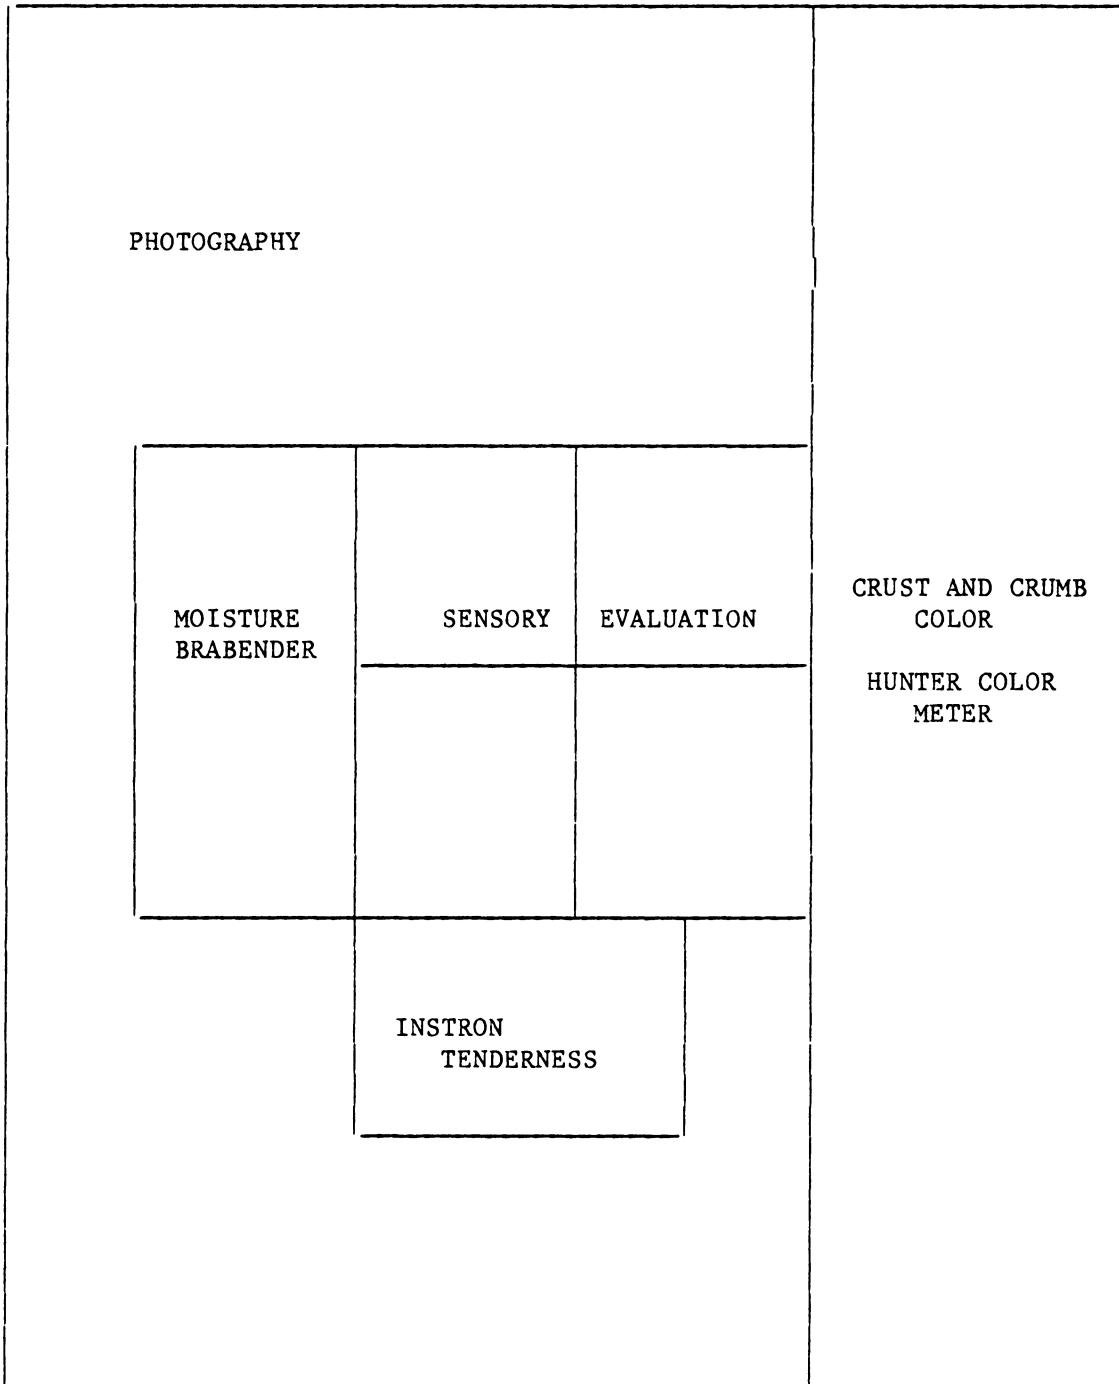 PHOTOGRAPHY
MOISTURE
BRABENDER
SENSORY EVALUATION
CRUST AND CRUMB
COLOR
HUNTER COLOR
METER
INSTRON
TENDERNESS